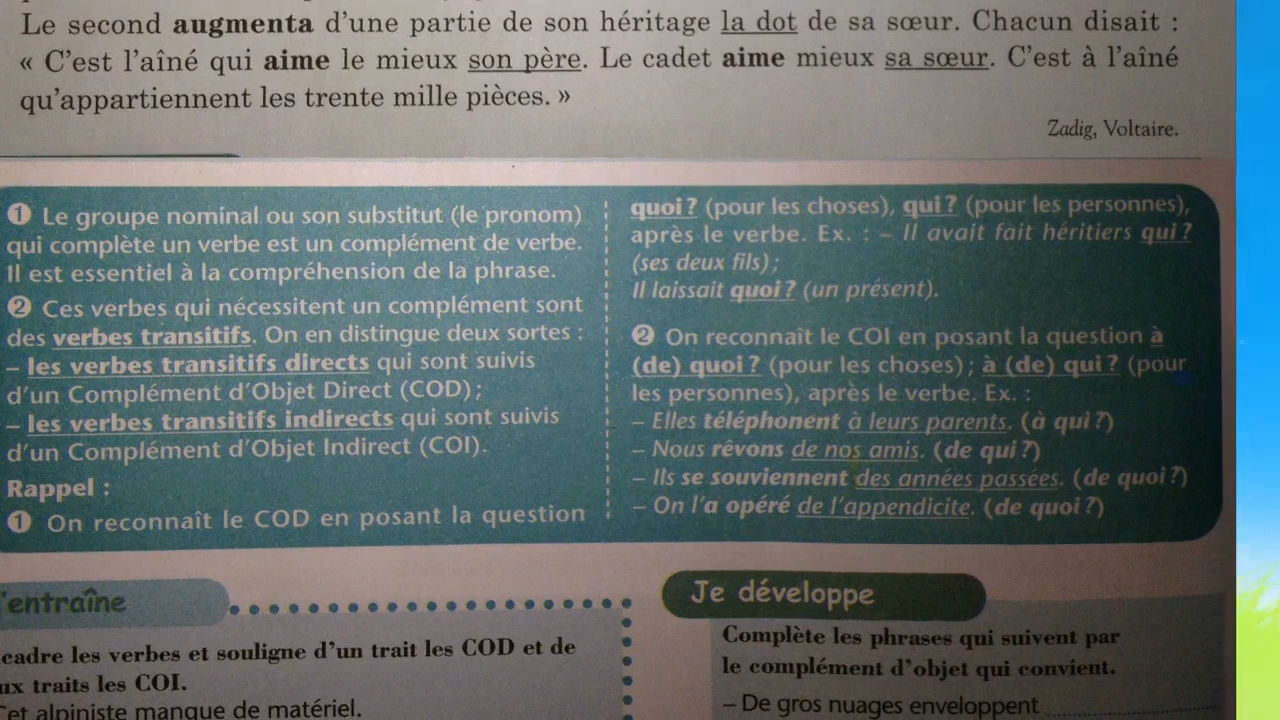 Le second augmenta d'une partie de son héritage la dot de sa sœur. Chacun disait :
« C'est l'aîné qui aime le mieux son père. Le cadet aime mieux sa sœur. C'est à l'aîné
qu'appartiennent les trente mille pièces. »
Zadig, Voltaire.
❶ Le groupe nominal ou son substitut (le pronom)
qui complète un verbe est un complément de verbe.
Il est essentiel à la compréhension de la phrase.
❷ Ces verbes qui nécessitent un complément sont
des verbes transitifs. On en distingue deux sortes :
– les verbes transitifs directs qui sont suivis
d'un Complément d'Objet Direct (COD);
– les verbes transitifs indirects qui sont suivis
d'un Complément d'Objet Indirect (COI).
Rappel :
❶ On reconnaît le COD en posant la question
quoi ? (pour les choses), qui ? (pour les personnes),
après le verbe. Ex. : – Il avait fait héritiers qui ?
(ses deux fils) ;
Il laissait quoi ? (un présent).
❷ On reconnaît le COI en posant la question à
(de) quoi ? (pour les choses) ; à (de) qui ? (pour
les personnes), après le verbe. Ex. :
– Elles téléphonent à leurs parents. (à qui ?)
– Nous rêvons de nos amis. (de qui ?)
– Ils se souviennent des années passées. (de quoi ?)
– On l'a opéré de l'appendicite. (de quoi ?)
'entraîne
cadre les verbes et souligne d'un trait les COD et de
ux traits les COI.
Cet alpiniste manque de matériel.
Je développe
Complète les phrases qui suivent par
le complément d'objet qui convient.
– De gros nuages enveloppent